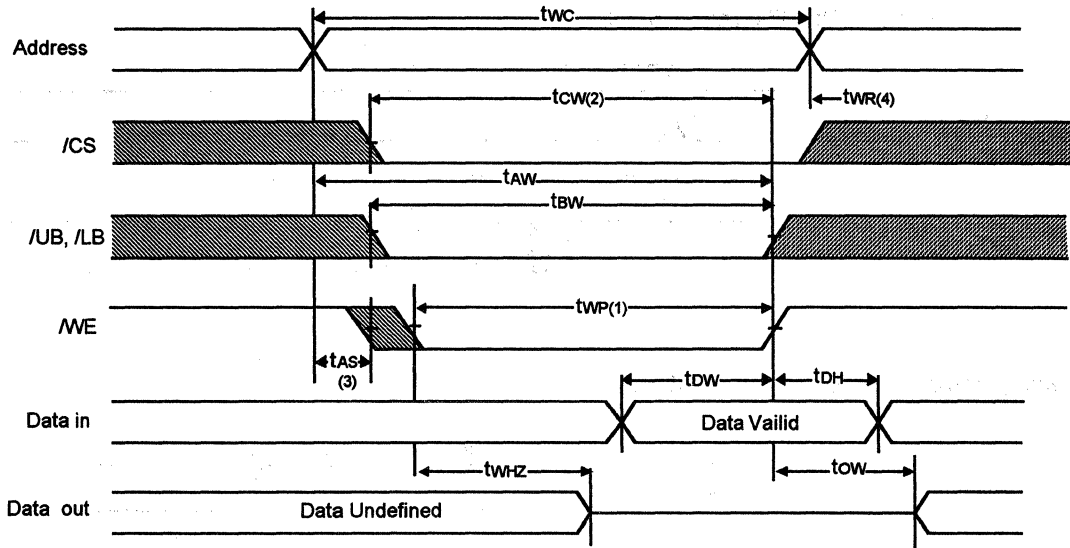 tWC
Address
tCW(2)
tWR(4)
/CS
tAW
tBW
/UB, /LB
tWP(1)
/WE
tAS
(3)
tDW
tDH
Data in
Data Vailid
tWHZ
tOW
Data out
Data Undefined